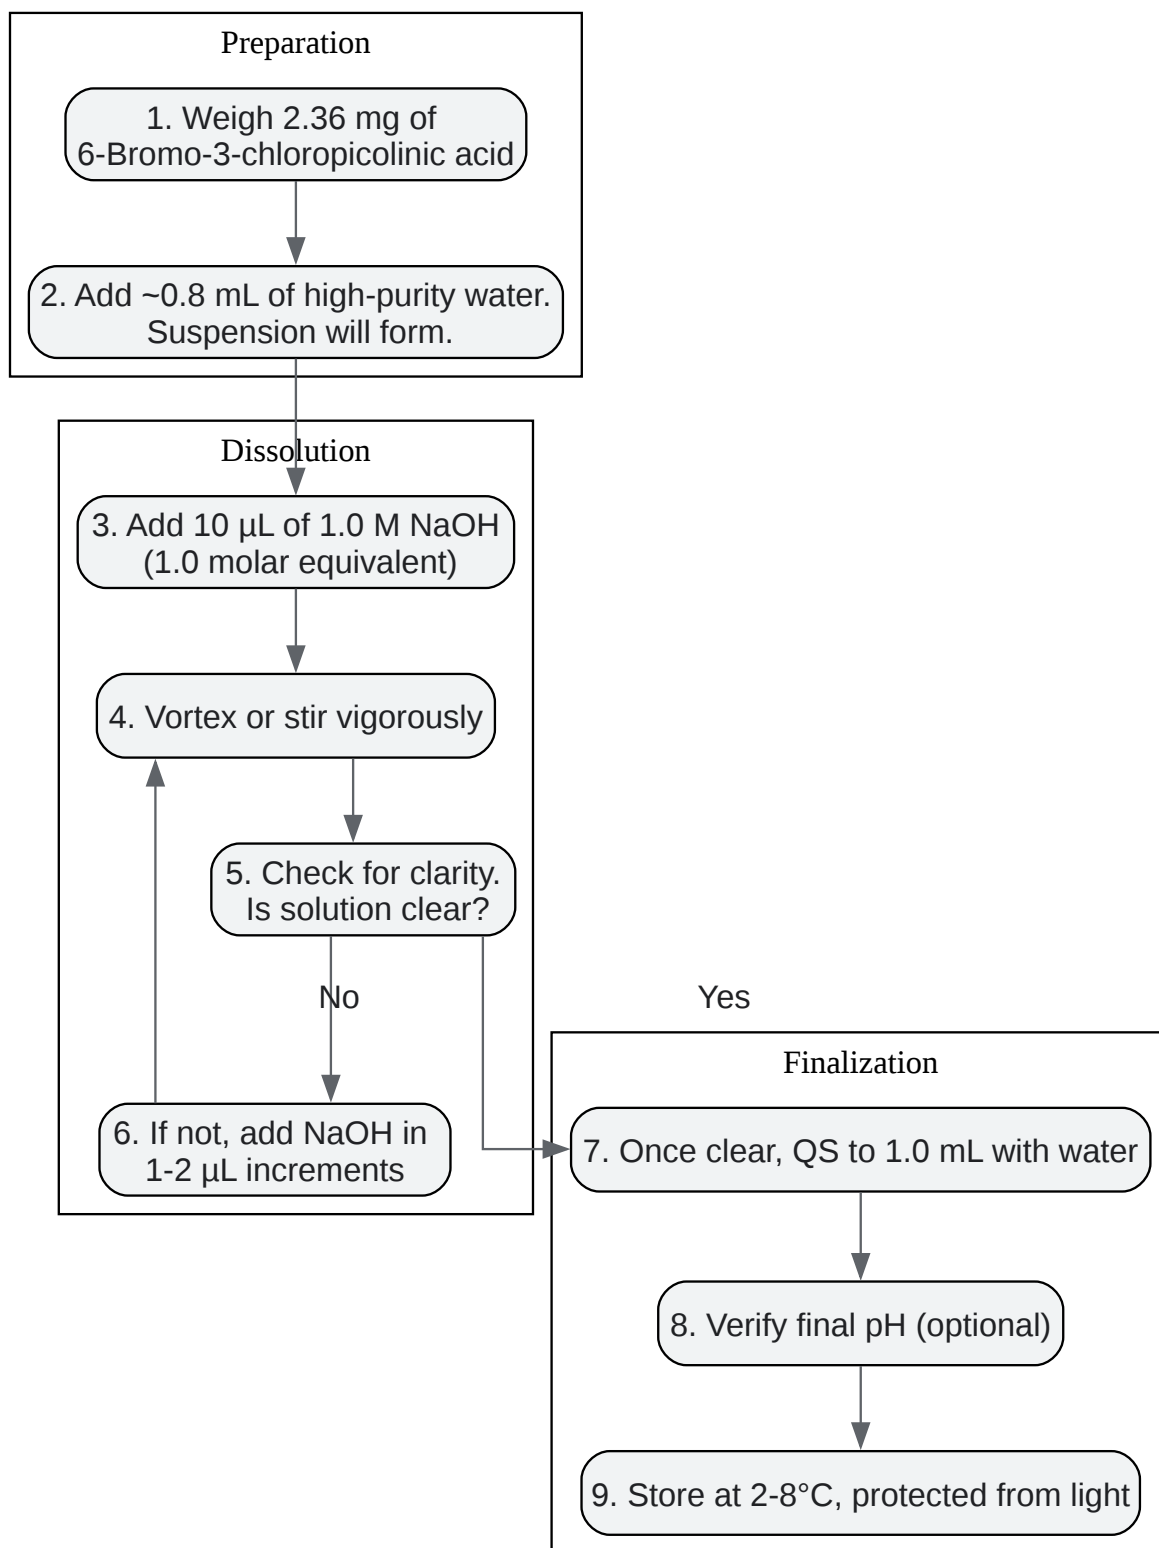 Preparation
1. Weigh 2.36 mg of
6-Bromo-3-chloropicolinic acid
2. Add ~0.8 mL of high-purity water.
Suspension will form.
Dissolution
3. Add 10 µL of 1.0 M NaOH
(1.0 molar equivalent)
4. Vortex or stir vigorously
5. Check for clarity.
Is solution clear?
No
Yes
6. If not, add NaOH in
1-2 µL increments
Finalization
7. Once clear, QS to 1.0 mL with water
8. Verify final pH (optional)
9. Store at 2-8°C, protected from light